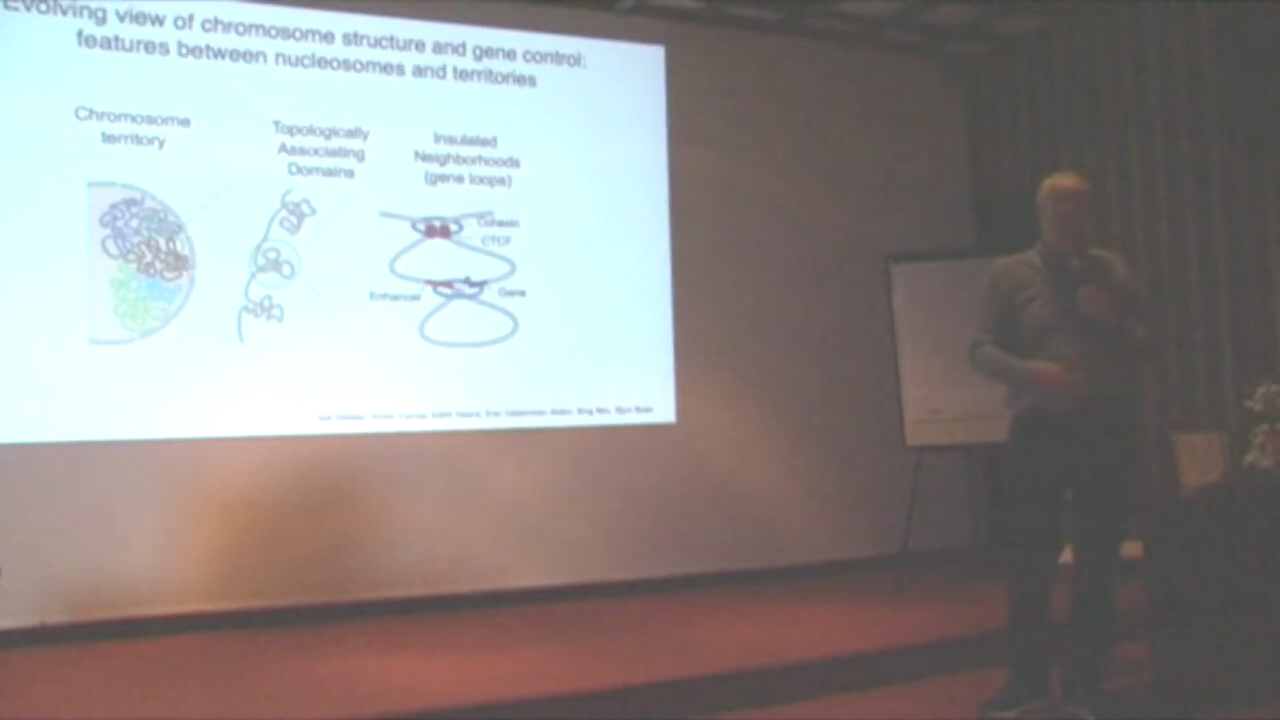 Evolving view of chromosome structure and gene control:
features between nucleosomes and territories
Chromosome
territory
Topologically
Associating
Domains
Insulated
Neighborhoods
(gene loops)
Cohesin
CTCF
Enhancer
Gene